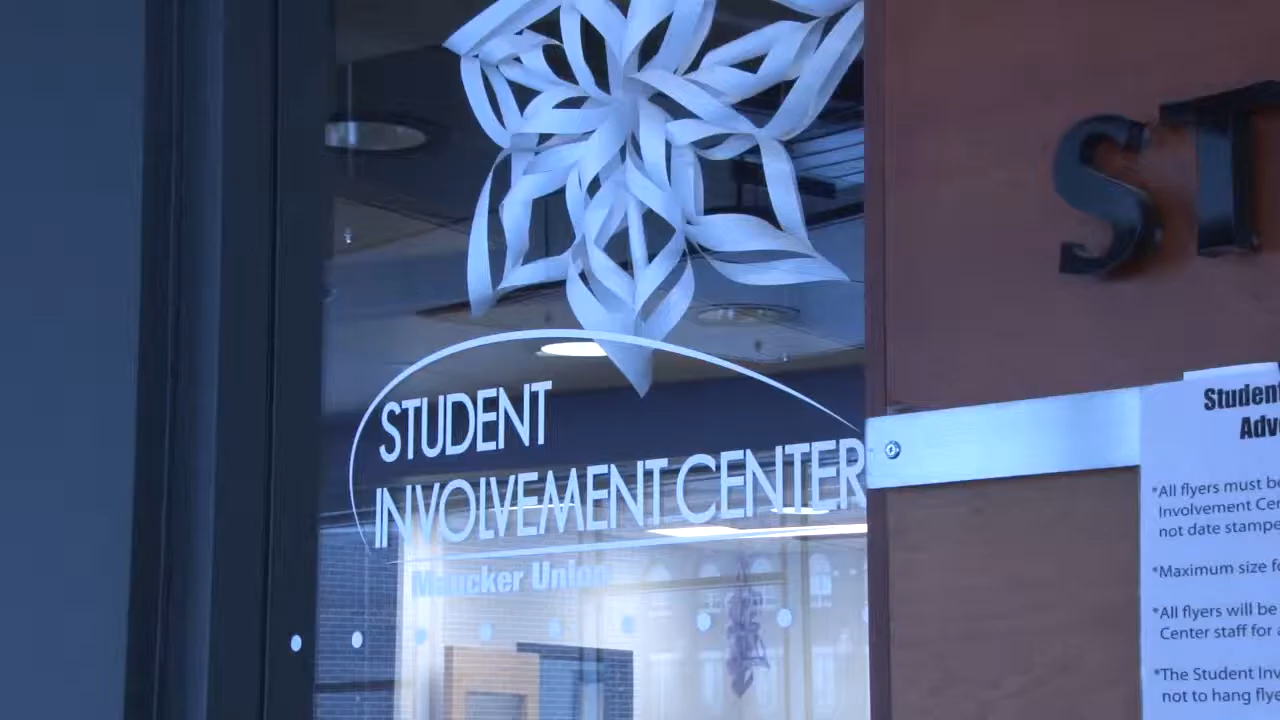 STUDENT
INVOLVEMENT CENTER
Maucker Union
ST
Student
Adv
*All flyers must be
Involvement Ce
not date stampe
*Maximum size fo
*All flyers will be
Center staff for a
*The Student Inv
not to hang flye